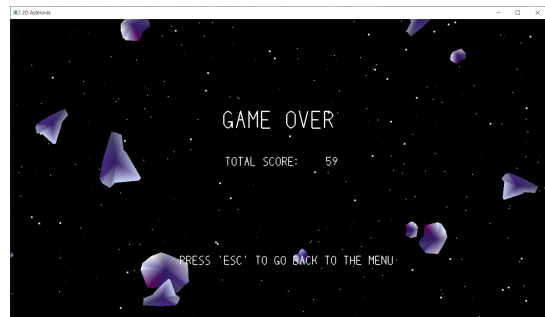 2D Asteroids
GAME OVER
TOTAL SCORE: 59
PRESS 'ESC' TO GO BACK TO THE MENU